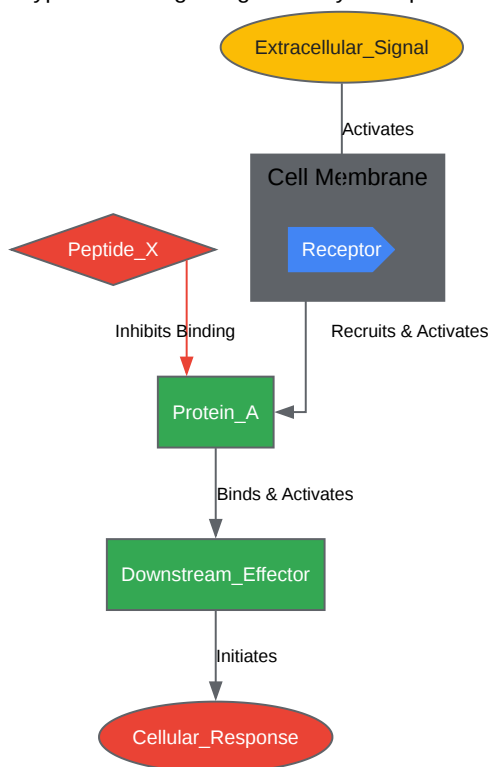 Extracellular_Signal
Activates
Cell Membrane
Peptide_X
Receptor
Inhibits Binding
Recruits & Activates
Protein_A
Binds & Activates
Downstream_Effector
Initiates
Cellular_Response